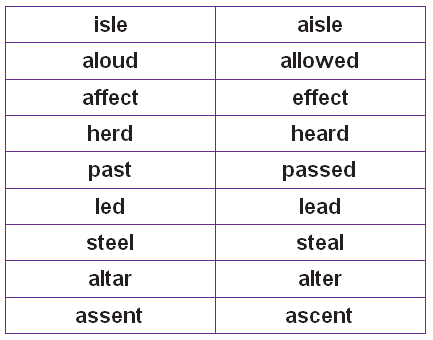 isle aisle
aloud allowed
affect effect
herd heard
past passed
led lead
steel steal
altar alter
assent ascent